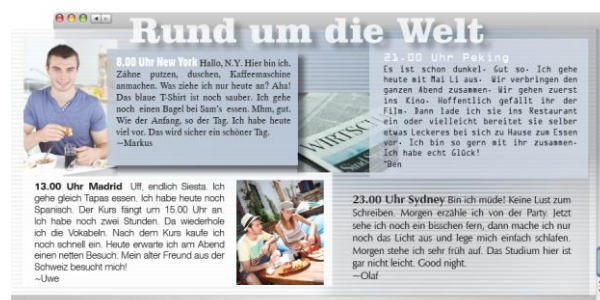 Rund um die Welt
8.00 Uhr New York Hallo, N.Y. Hier bin ich.
Zähne putzen, duschen, Kaffeemaschine
anmachen. Was ziehe ich nur heute an? Aha!
Das blaue T-Shirt ist noch sauber. Ich gehe
noch einen Bagel bei Sam's essen. Mhm, gut.
Wie der Anfang, so der Tag. Ich habe heute
viel vor. Das wird sicher ein schöner Tag.
~Markus
WIRTSC
21.00 Uhr Peking
Es ist schon dunkel. Gut so. Ich gehe
heute mit Mai Li aus. Wir verbringen den
ganzen Abend zusammen. Wir gehen zuerst
ins Kino. Hoffentlich gefällt ihr der
Film. Dann lade ich sie ins Restaurant
ein oder vielleicht bereitet sie selber
etwas Leckeres bei sich zu Hause zum Essen
vor. Ich bin so gern mit ihr zusammen.
Ich habe echt Glück!
~Ben
13.00 Uhr Madrid Uff, endlich Siesta. Ich
gehe gleich Tapas essen. Ich habe heute noch
Spanisch. Der Kurs fängt um 15.00 Uhr an.
Ich habe noch zwei Stunden. Da wiederhole
ich die Vokabeln. Nach dem Kurs kaufe ich
noch schnell ein. Heute erwarte ich am Abend
einen netten Besuch. Mein alter Freund aus der
Schweiz besucht mich!
~Uwe
23.00 Uhr Sydney Bin ich müde! Keine Lust zum
Schreiben. Morgen erzähle ich von der Party. Jetzt
sehe ich noch ein bisschen fern, dann mache ich nur
noch das Licht aus und lege mich einfach schlafen.
Morgen stehe ich sehr früh auf. Das Studium hier ist
gar nicht leicht. Good night.
~Olaf